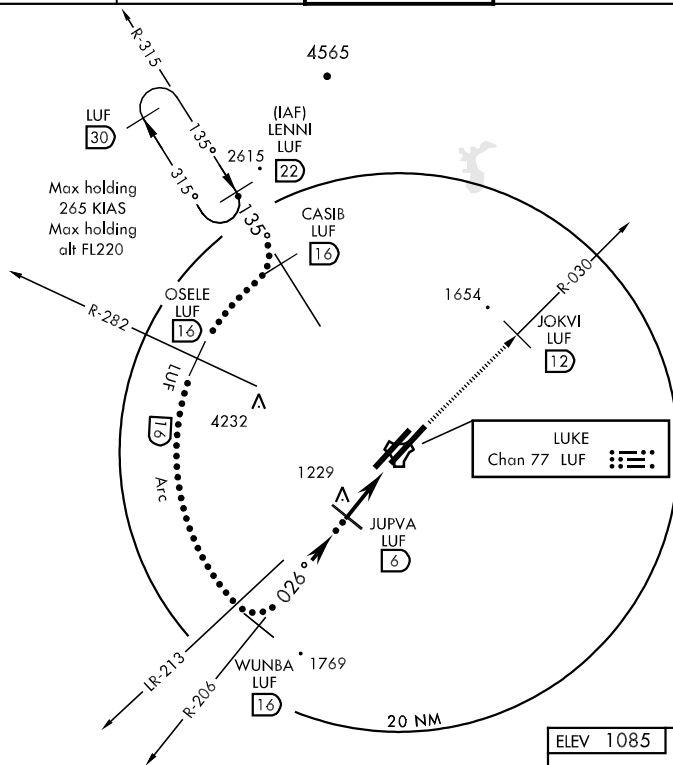 R-315
4565
LUF
30
135°
315°
(IAF)
LENNI
LUF
22
2615
Max holding
265 KIAS
Max holding
alt FL220
135°
CASIB
LUF
16
OSELE
LUF
16
R-282
R-030
1654
JOKVI
LUF
12
LUF
16
Arc
4232
LUKE
Chan 77 LUF
1229
JUPVA
LUF
6
026°
LR-213
R-206
WUNBA
LUF
16
1769
20 NM
ELEV 1085